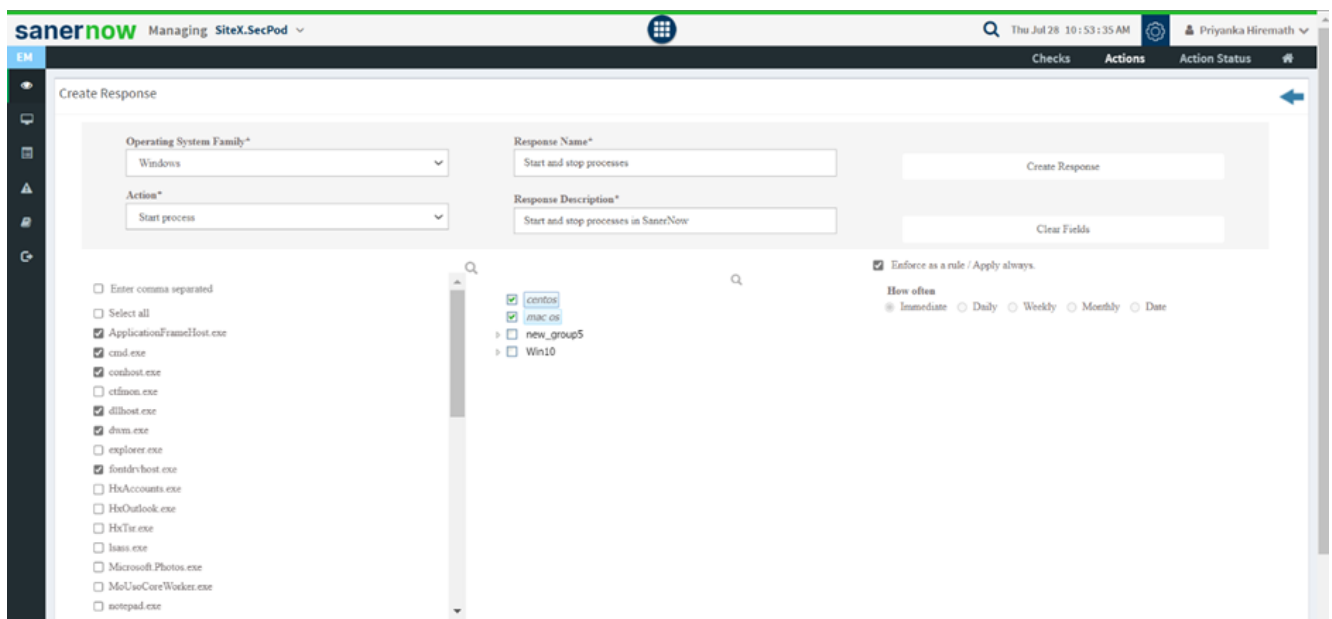 sanernow Managing SiteX.SecPod Thu Jul 28 10:53:35 AM Priyanka Hiremath
EM Checks Actions Action Status
Create Response
Operating System Family* Response Name*
Windows Start and stop processes Create Response
Action* Response Description*
Start process Start and stop processes in SanerNow Clear Fields
Enforce as a rule / Apply always.
Enter comma separated
How often
Immediate Daily Weekly Monthly Date
Select all
ApplicationFrameHost.exe
cmd.exe
conhost.exe
ctfmon.exe
dllhost.exe
dwm.exe
explorer.exe
fontdrvhost.exe
HxAccounts.exe
HxOutlook.exe
HxTsr.exe
lsass.exe
Microsoft.Photos.exe
MoUsoCoreWorker.exe
notepad.exe
centos
mac os
new_group5
Win10